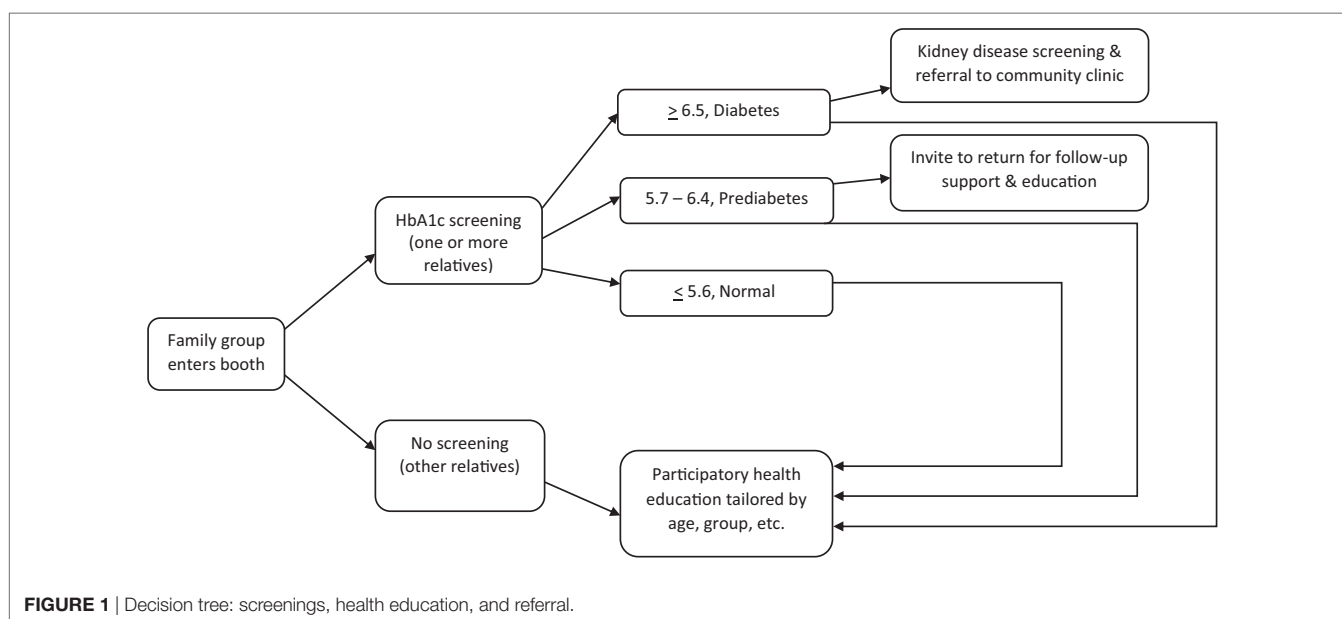 Kidney disease screening &
referral to community clinic
≥ 6.5, Diabetes
Invite to return for follow-up
support & education
5.7 – 6.4, Prediabetes
HbA1c screening
(one or more
relatives)
≤ 5.6, Normal
Family group
enters booth
No screening
(other relatives)
Participatory health
education tailored by
age, group, etc.
FIGURE 1 | Decision tree: screenings, health education, and referral.